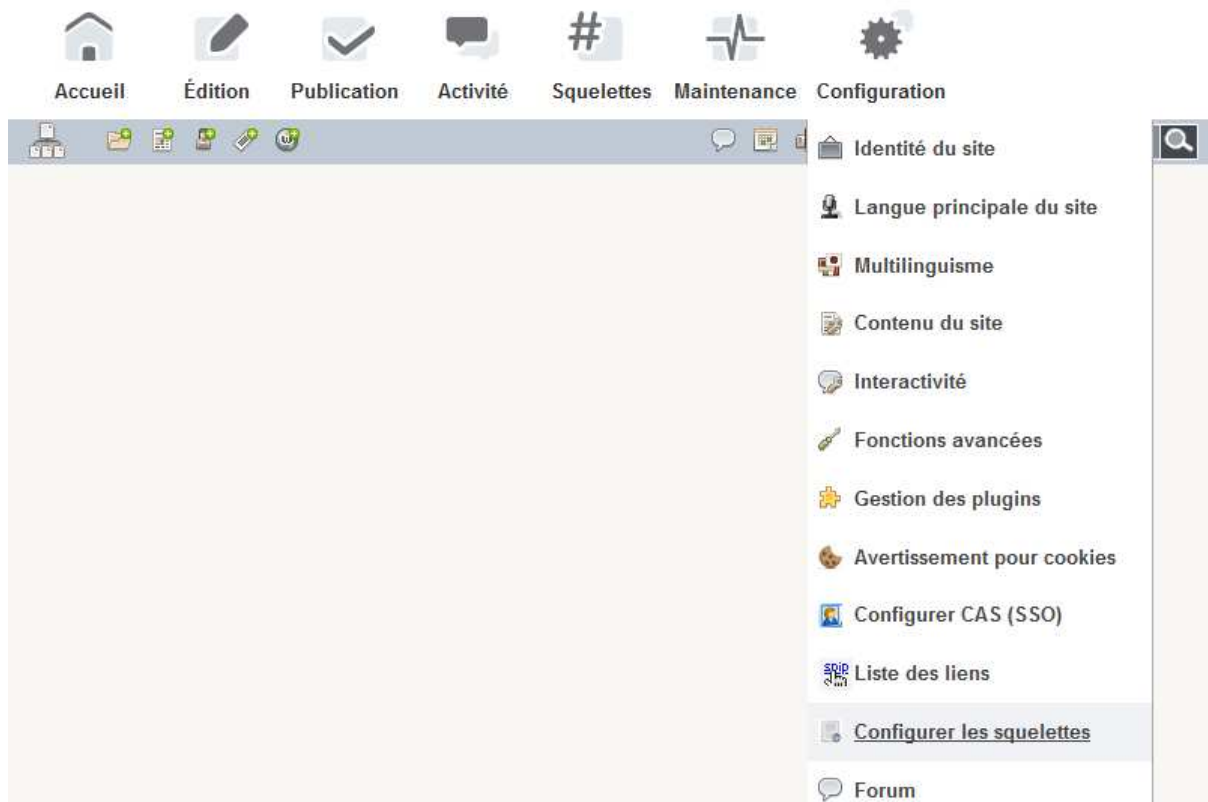 Accueil Édition Publication Activité Squelettes Maintenance Configuration
Identité du site
Langue principale du site
Multilinguisme
Contenu du site
Interactivité
Fonctions avancées
Gestion des plugins
Avertissement pour cookies
Configurer CAS (SSO)
Liste des liens
Configurer les squelettes
Forum